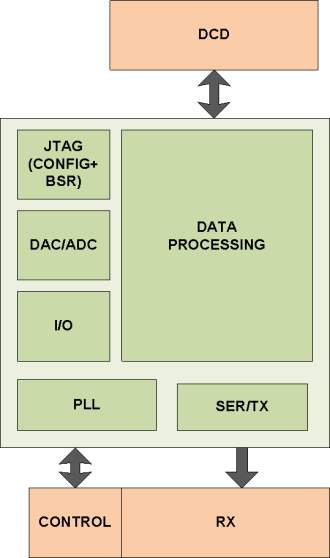 DCD
JTAG
(CONFIG+
BSR)
DATA
PROCESSING
DAC/ADC
I/O
PLL
SER/TX
CONTROL
RX